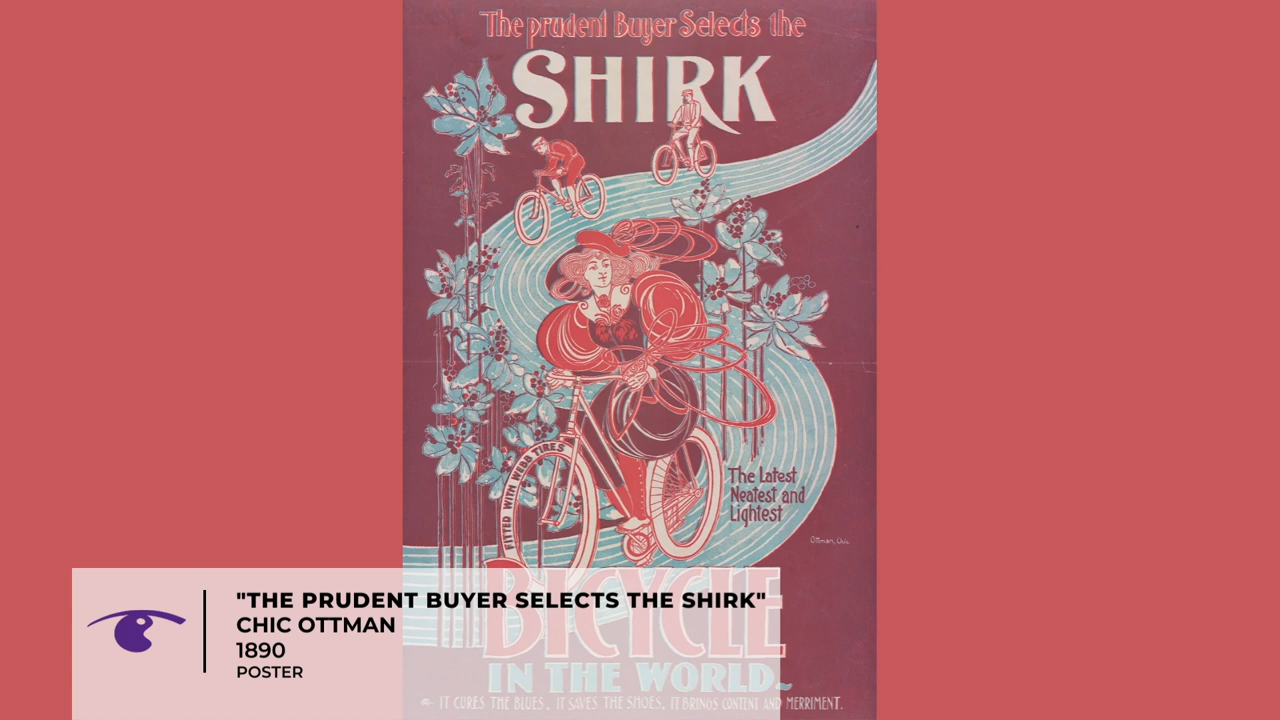 The prudent Buyer Selects the
SHIRK
FITTED WITH WEBB TIRES
The Latest
Neatest and
Lightest
Ottman, Chic
BICYCLE
IN THE WORLD
IT CURES THE BLUES, IT SAVES THE SHOES, IT BRINGS CONTENT AND MERRIMENT.
"THE PRUDENT BUYER SELECTS THE SHIRK"
CHIC OTTMAN
1890
POSTER